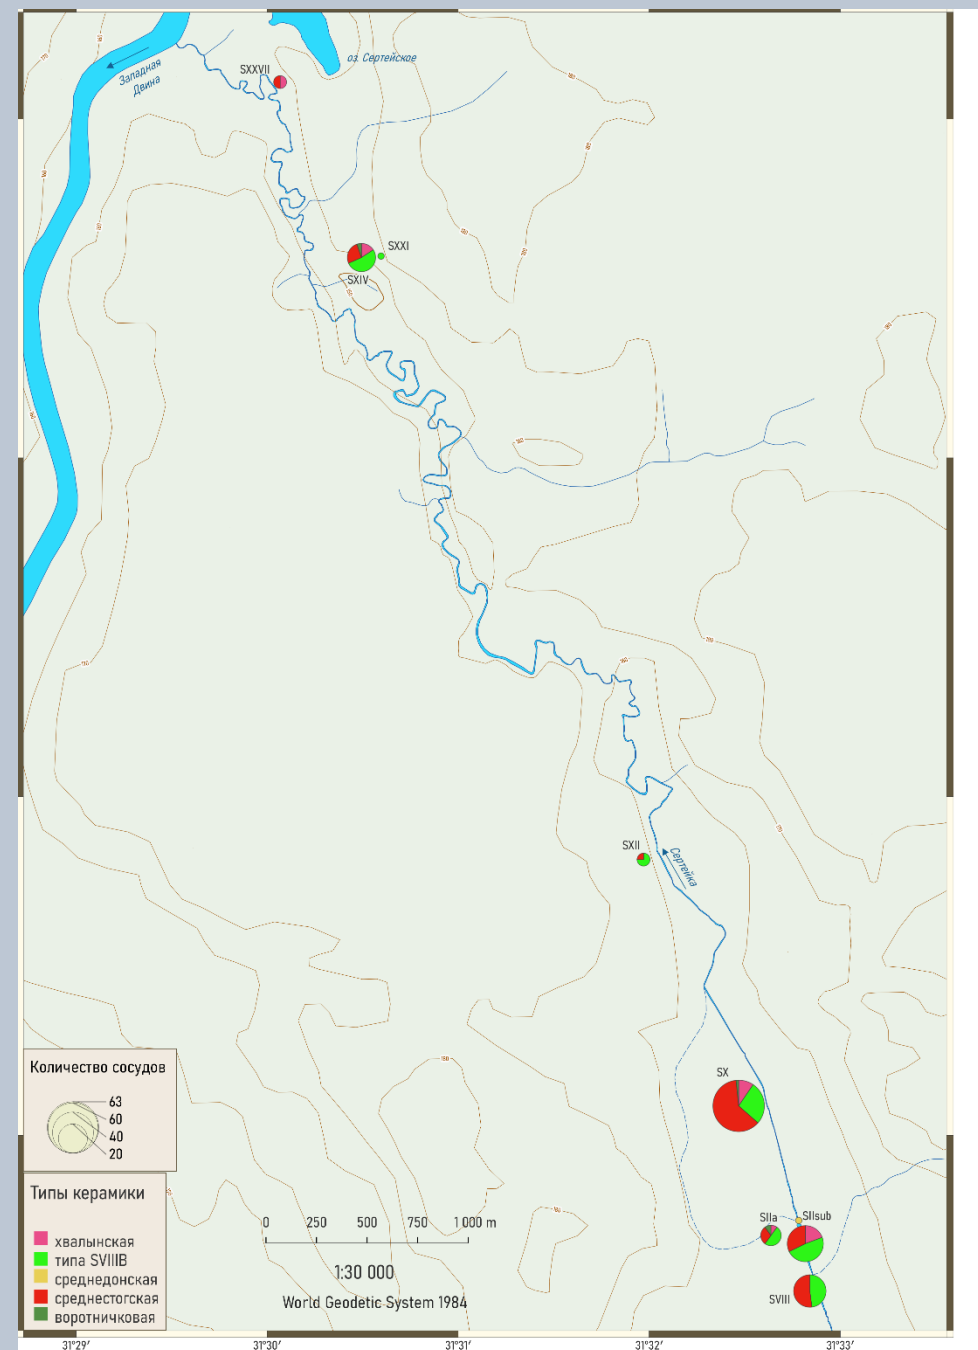 оз. Сертейское
Западная
Двина
SXXVII
SXXI
SXIV
SXII
Сертейка
SX
SIIa
SIIsub
SVIII
Количество сосудов
63
60
40
20
Типы керамики
хвалынская
типа SVIIIB
среднедонская
среднестогская
воротничковая
0 250 500 750 1 000 m
1:30 000
World Geodetic System 1984
31°29' 31°30' 31°31' 31°32' 31°33'